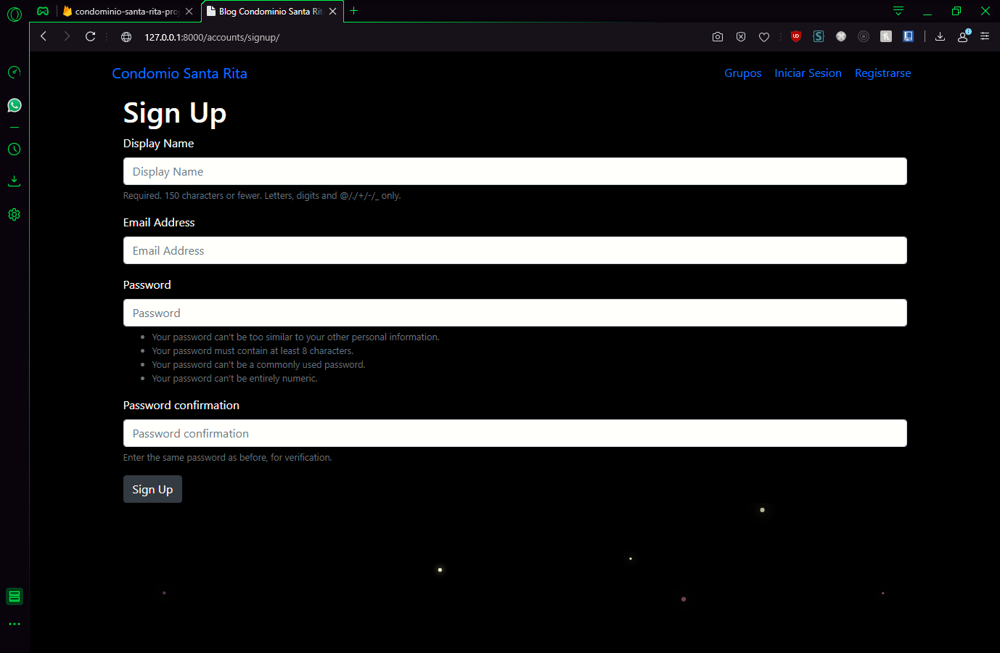 condominio-santa-rita-pro
Blog Condominio Santa Rit
127.0.0.1:8000/accounts/signup/
Condomio Santa Rita
Grupos
Iniciar Sesion
Registrarse
Sign Up
Display Name
Display Name
Required. 150 characters or fewer. Letters, digits and @/./+/-/_ only.
Email Address
Email Address
Password
Password
Your password can't be too similar to your other personal information.
Your password must contain at least 8 characters.
Your password can't be a commonly used password.
Your password can't be entirely numeric.
Password confirmation
Password confirmation
Enter the same password as before, for verification.
Sign Up